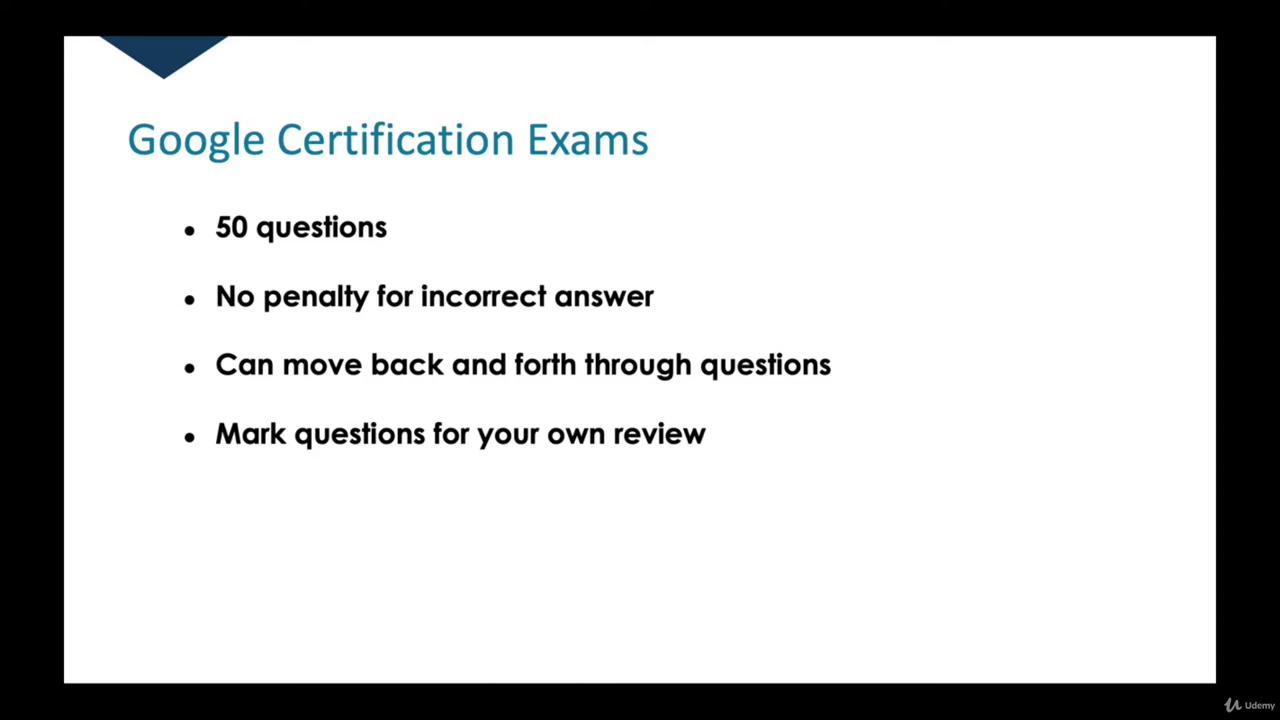 Google Certification Exams
• 50 questions
• No penalty for incorrect answer
• Can move back and forth through questions
• Mark questions for your own review
Udemy